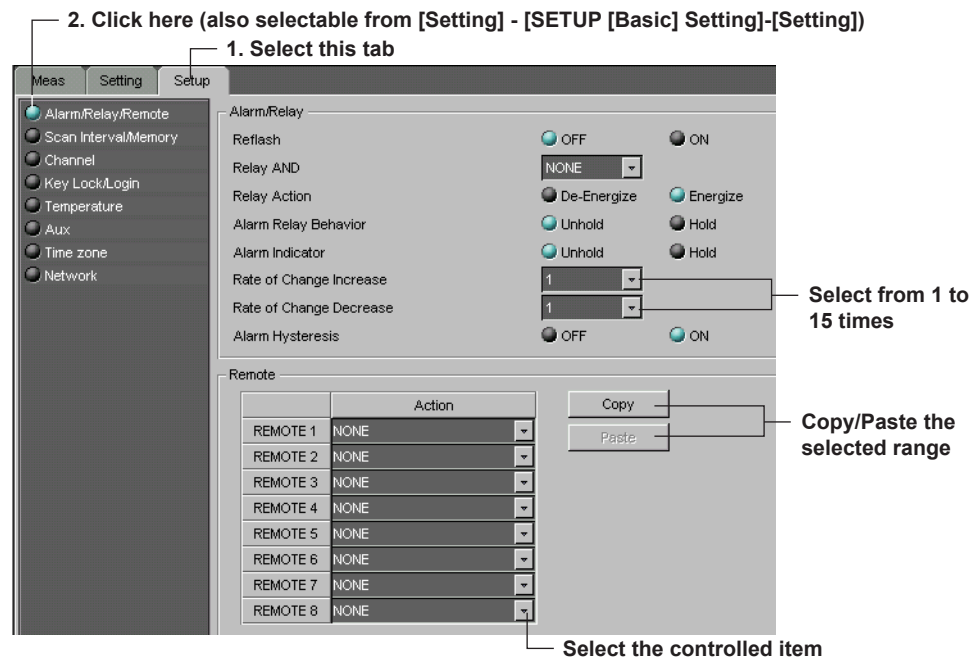 2. Click here (also selectable from [Setting] - [SETUP [Basic] Setting]-[Setting])
1. Select this tab
Meas Setting Setup
Alarm/Relay/Remote
Scan Interval/Memory
Channel
Key Lock/Login
Temperature
Aux
Time zone
Network
Alarm/Relay
Reflash OFF ON
Relay AND NONE
Relay Action De-Energize Energize
Alarm Relay Behavior Unhold Hold
Alarm Indicator Unhold Hold
Rate of Change Increase 1
Rate of Change Decrease 1
Alarm Hysteresis OFF ON
Select from 1 to
15 times
Remote
Action
REMOTE 1 NONE
REMOTE 2 NONE
REMOTE 3 NONE
REMOTE 4 NONE
REMOTE 5 NONE
REMOTE 6 NONE
REMOTE 7 NONE
REMOTE 8 NONE
Copy
Paste
Copy/Paste the
selected range
Select the controlled item